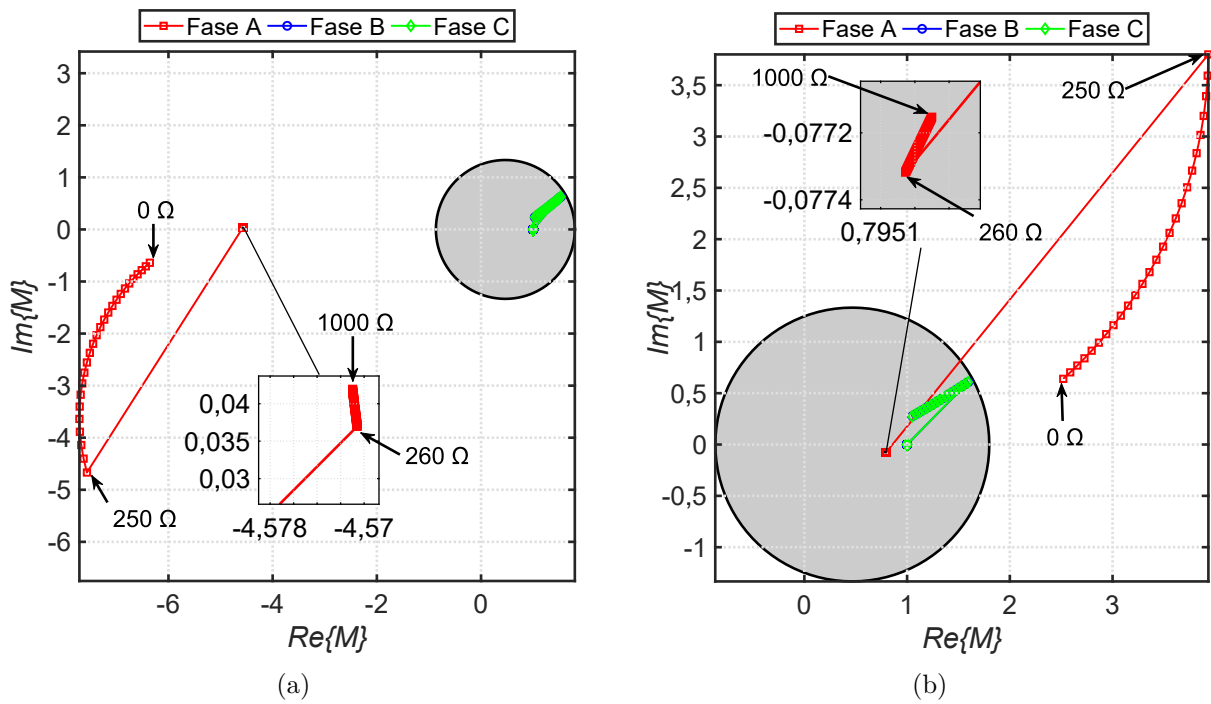 Fase A Fase B Fase C
3
2
1
0
-1
-2
-3
-4
-5
-6
Im{M}
0 Ω
250 Ω
1000 Ω
0,04
0,035
0,03
260 Ω
-4,578 -4,57
-6 -4 -2 0
Re{M}
(a)
Fase A Fase B Fase C
3,5
3
2,5
2
1,5
1
0,5
0
-0,5
-1
Im{M}
1000 Ω
250 Ω
-0,0772
-0,0774
0,7951
260 Ω
0 Ω
0 1 2 3
Re{M}
(b)